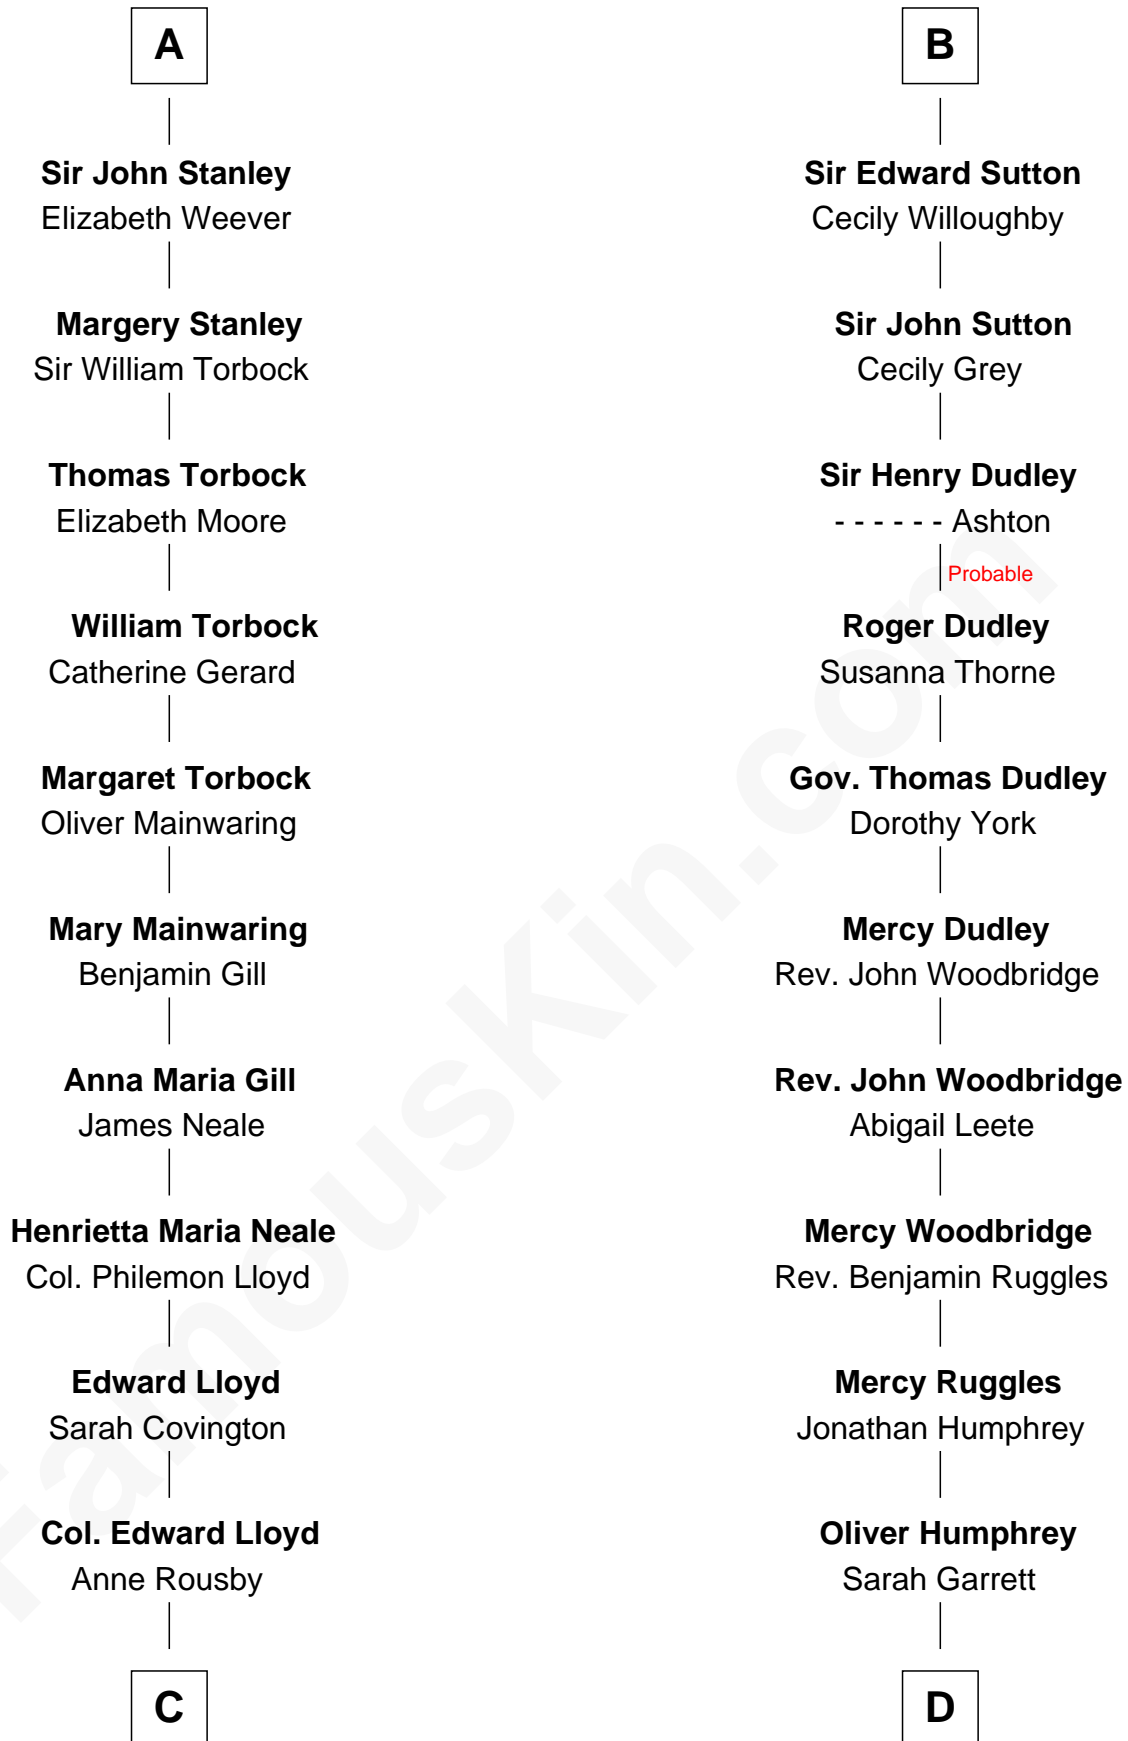 A
Sir John Stanley
Elizabeth Weever
Margery Stanley
Sir William Torbock
Thomas Torbock
Elizabeth Moore
William Torbock
Catherine Gerard
Margaret Torbock
Oliver Mainwaring
Mary Mainwaring
Benjamin Gill
Anna Maria Gill
James Neale
Henrietta Maria Neale
Col. Philemon Lloyd
Edward Lloyd
Sarah Covington
Col. Edward Lloyd
Anne Rousby
C
B
Sir Edward Sutton
Cecily Willoughby
Sir John Sutton
Cecily Grey
Sir Henry Dudley
- - - - - - Ashton
Probable
Roger Dudley
Susanna Thorne
Gov. Thomas Dudley
Dorothy York
Mercy Dudley
Rev. John Woodbridge
Rev. John Woodbridge
Abigail Leete
Mercy Woodbridge
Rev. Benjamin Ruggles
Mercy Ruggles
Jonathan Humphrey
Oliver Humphrey
Sarah Garrett
D
FamousKin.com